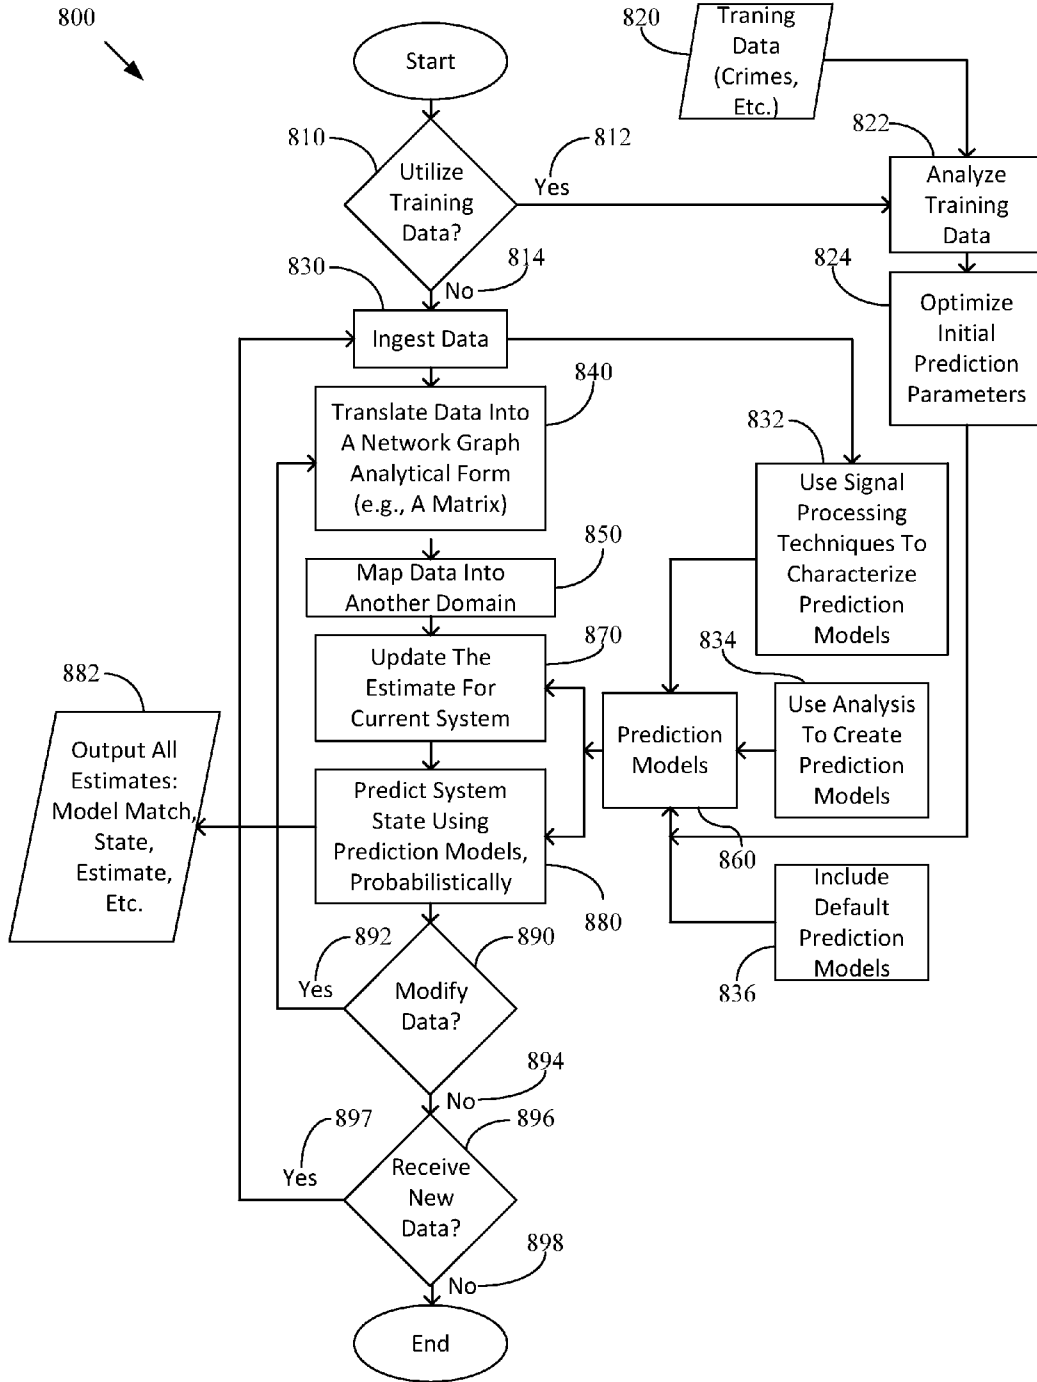 800
Start
820
Traning
Data
(Crimes,
Etc.)
810
Utilize
Training
Data?
812
Yes
822
Analyze
Training
Data
814
No
824
Optimize
Initial
Prediction
Parameters
830
Ingest Data
840
Translate Data Into
A Network Graph
Analytical Form
(e.g., A Matrix)
832
Use Signal
Processing
Techniques To
Characterize
Prediction
Models
850
Map Data Into
Another Domain
870
Update The
Estimate For
Current System
834
Use Analysis
To Create
Prediction
Models
Prediction
Models
860
882
Output All
Estimates:
Model Match,
State,
Estimate,
Etc.
Predict System
State Using
Prediction Models,
Probabilistically
880
Include
Default
Prediction
Models
836
892
Yes
890
Modify
Data?
894
No
897
Yes
896
Receive
New
Data?
898
No
End